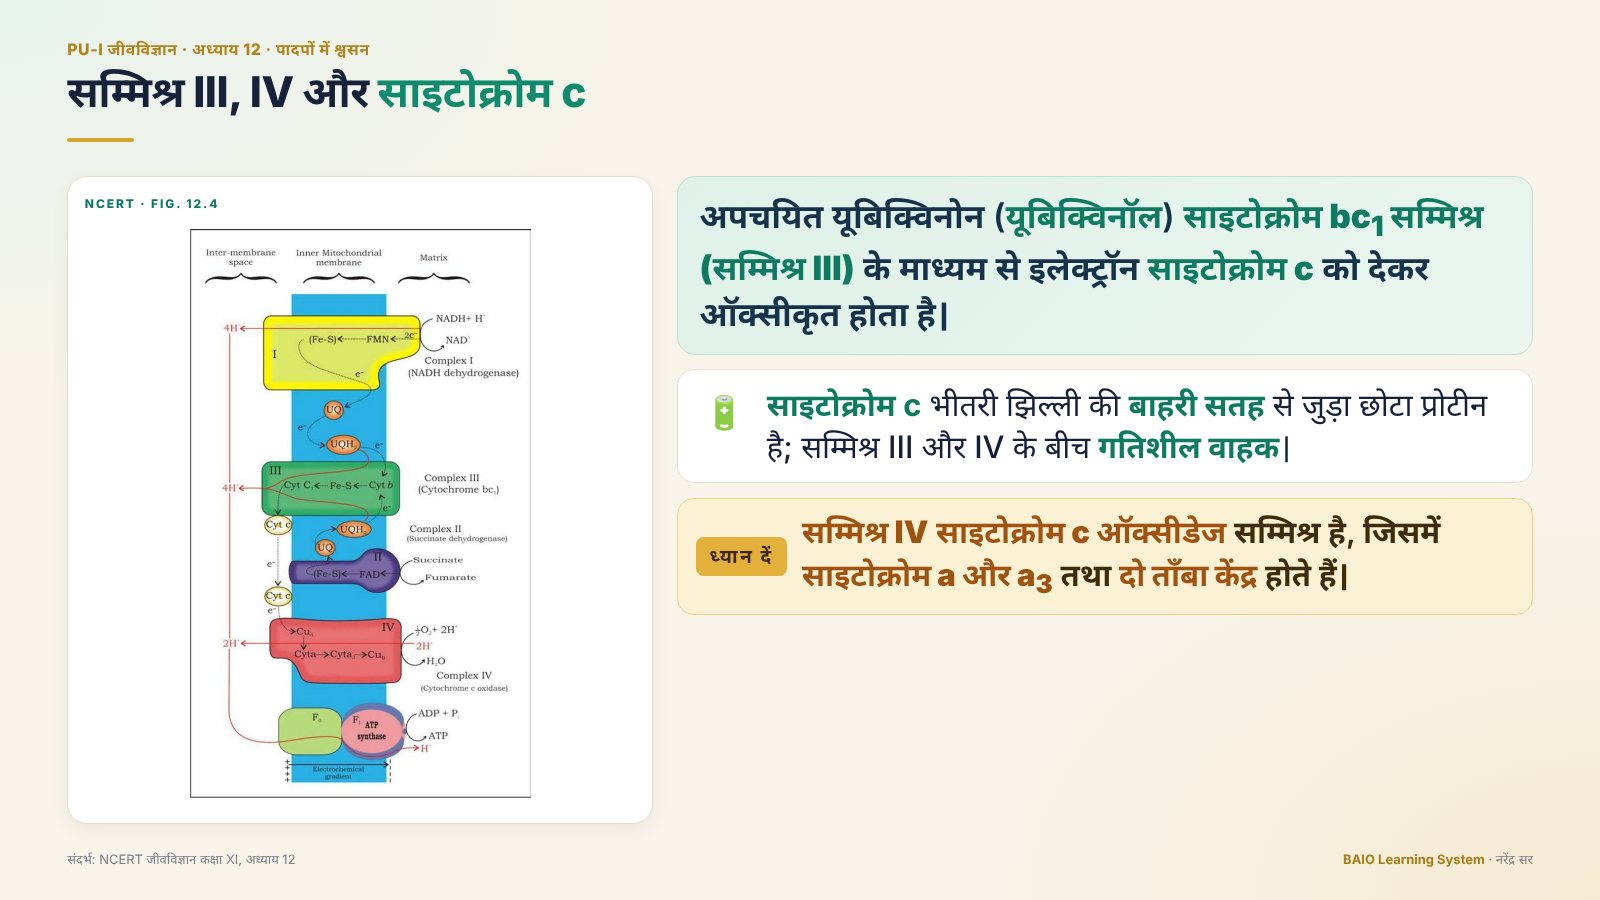 PU-I जीवविज्ञान · अध्याय 12 · पादपों में श्वसन
सम्मिश्र III, IV और साइटोक्रोम c
NCERT · FIG. 12.4
Inter-membrane space
Inner Mitochondrial membrane
Matrix
4H⁺
NADH+ H⁺
(Fe-S)
FMN
2e⁻
NAD⁺
I
Complex I
(NADH dehydrogenase)
e⁻
UQ
e⁻
UQH₂
e⁻
III
4H⁺
Cyt C₁
Fe-S
Cyt b
Complex III
(Cytochrome bc₁)
e⁻
Cyt c
UQH₂
Complex II
(Succinate dehydrogenase)
UQ
II
e⁻
(Fe-S)
FAD
Succinate
Fumarate
Cyt c
e⁻
IV
Cuₐ
½O₂+ 2H⁺
2H⁺
2H⁺
Cyta
Cyta₃
H₂O
Complex IV
(Cytochrome c oxidase)
F₀
F₁
ATP synthase
ADP + Pᵢ
ATP
H⁺
Electrochemical gradient
अपचयित यूबिक्विनोन (यूबिक्विनॉल) साइटोक्रोम bc₁ सम्मिश्र
(सम्मिश्र III) के माध्यम से इलेक्ट्रॉन साइटोक्रोम c को देकर
ऑक्सीकृत होता है|
साइटोक्रोम c भीतरी झिल्ली की बाहरी सतह से जुड़ा छोटा प्रोटीन
है; सम्मिश्र III और IV के बीच गतिशील वाहक|
ध्यान दें
सम्मिश्र IV साइटोक्रोम c ऑक्सीडेज सम्मिश्र है, जिसमें
साइटोक्रोम a और a₃ तथा दो ताँबा केंद्र होते हैं|
संदर्भ: NCERT जीवविज्ञान कक्षा XI, अध्याय 12
BAIO Learning System · नरेंद्र सर